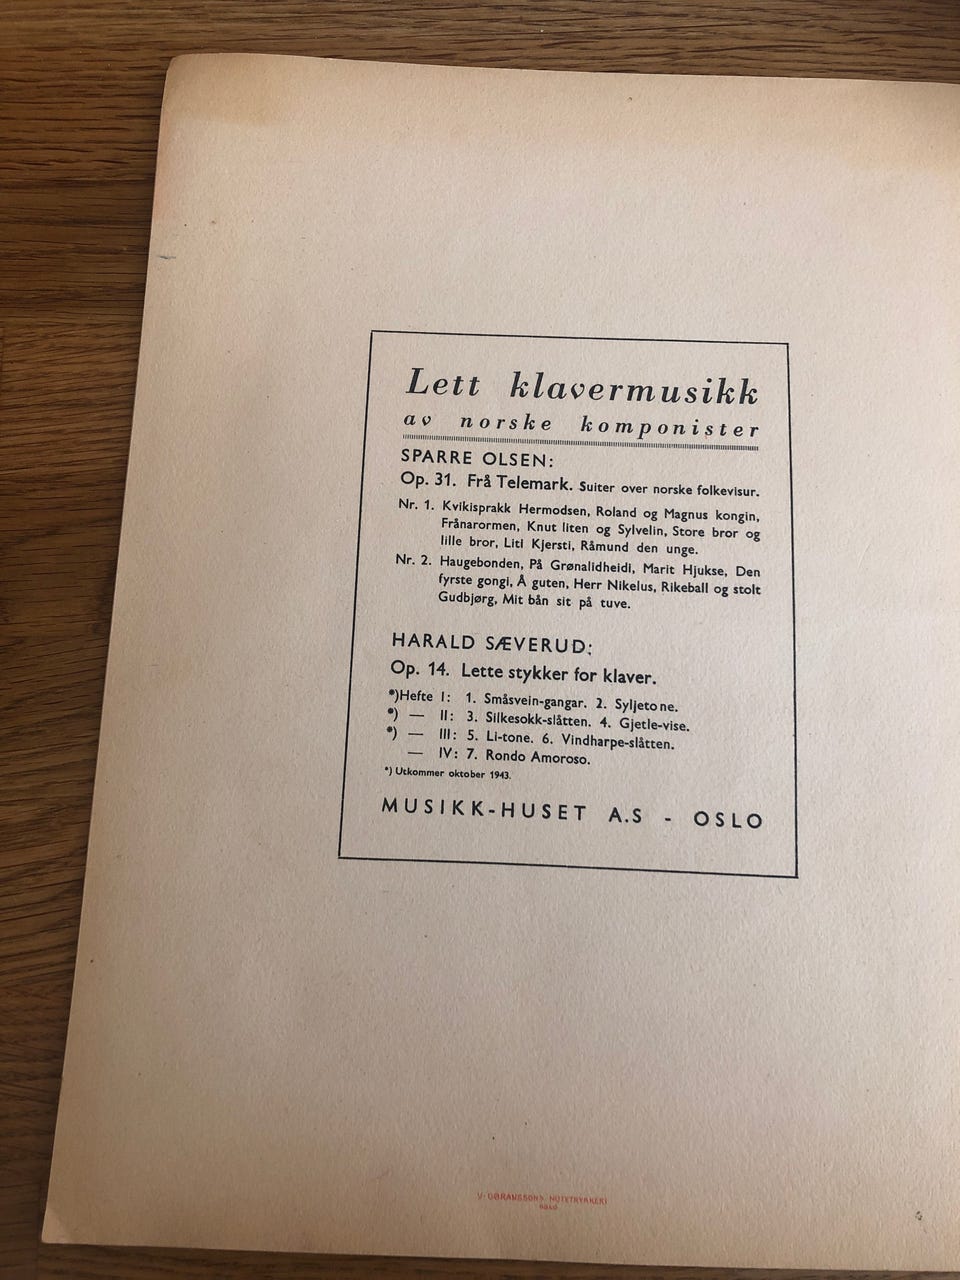 Lett klavermusikk
av norske komponister
SPARRE OLSEN:
Op. 31. Frå Telemark. Suiter over norske folkevisur.
Nr. 1. Kvikisprakk Hermodsen, Roland og Magnus kongin,
Frånarormen, Knut liten og Sylvelin, Store bror og
lille bror, Litl Kjersti, Råmund den unge.
Nr. 2. Haugebonden, På Grønalidheidi, Marit Hjukse, Den
fyrste gongi, Å guten, Herr Nikelus, Rikeball og stolt
Gudbjørg, Mit bån sit på tuve.
HARALD SÆVERUD:
Op. 14. Lette stykker for klaver.
*)Hefte I: 1. Småsvein-gangar. 2. Syljetone.
*) — II: 3. Silkesokk-slåtten. 4. Gjetle-vise.
*) — III: 5. Li-tone. 6. Vindharpe-slåtten.
— IV: 7. Rondo Amoroso.
*) Utkommer oktober 1943.
MUSIKK-HUSET A.S - OSLO
V. GØRANSSONS NOTETRYKKERI
OSLO